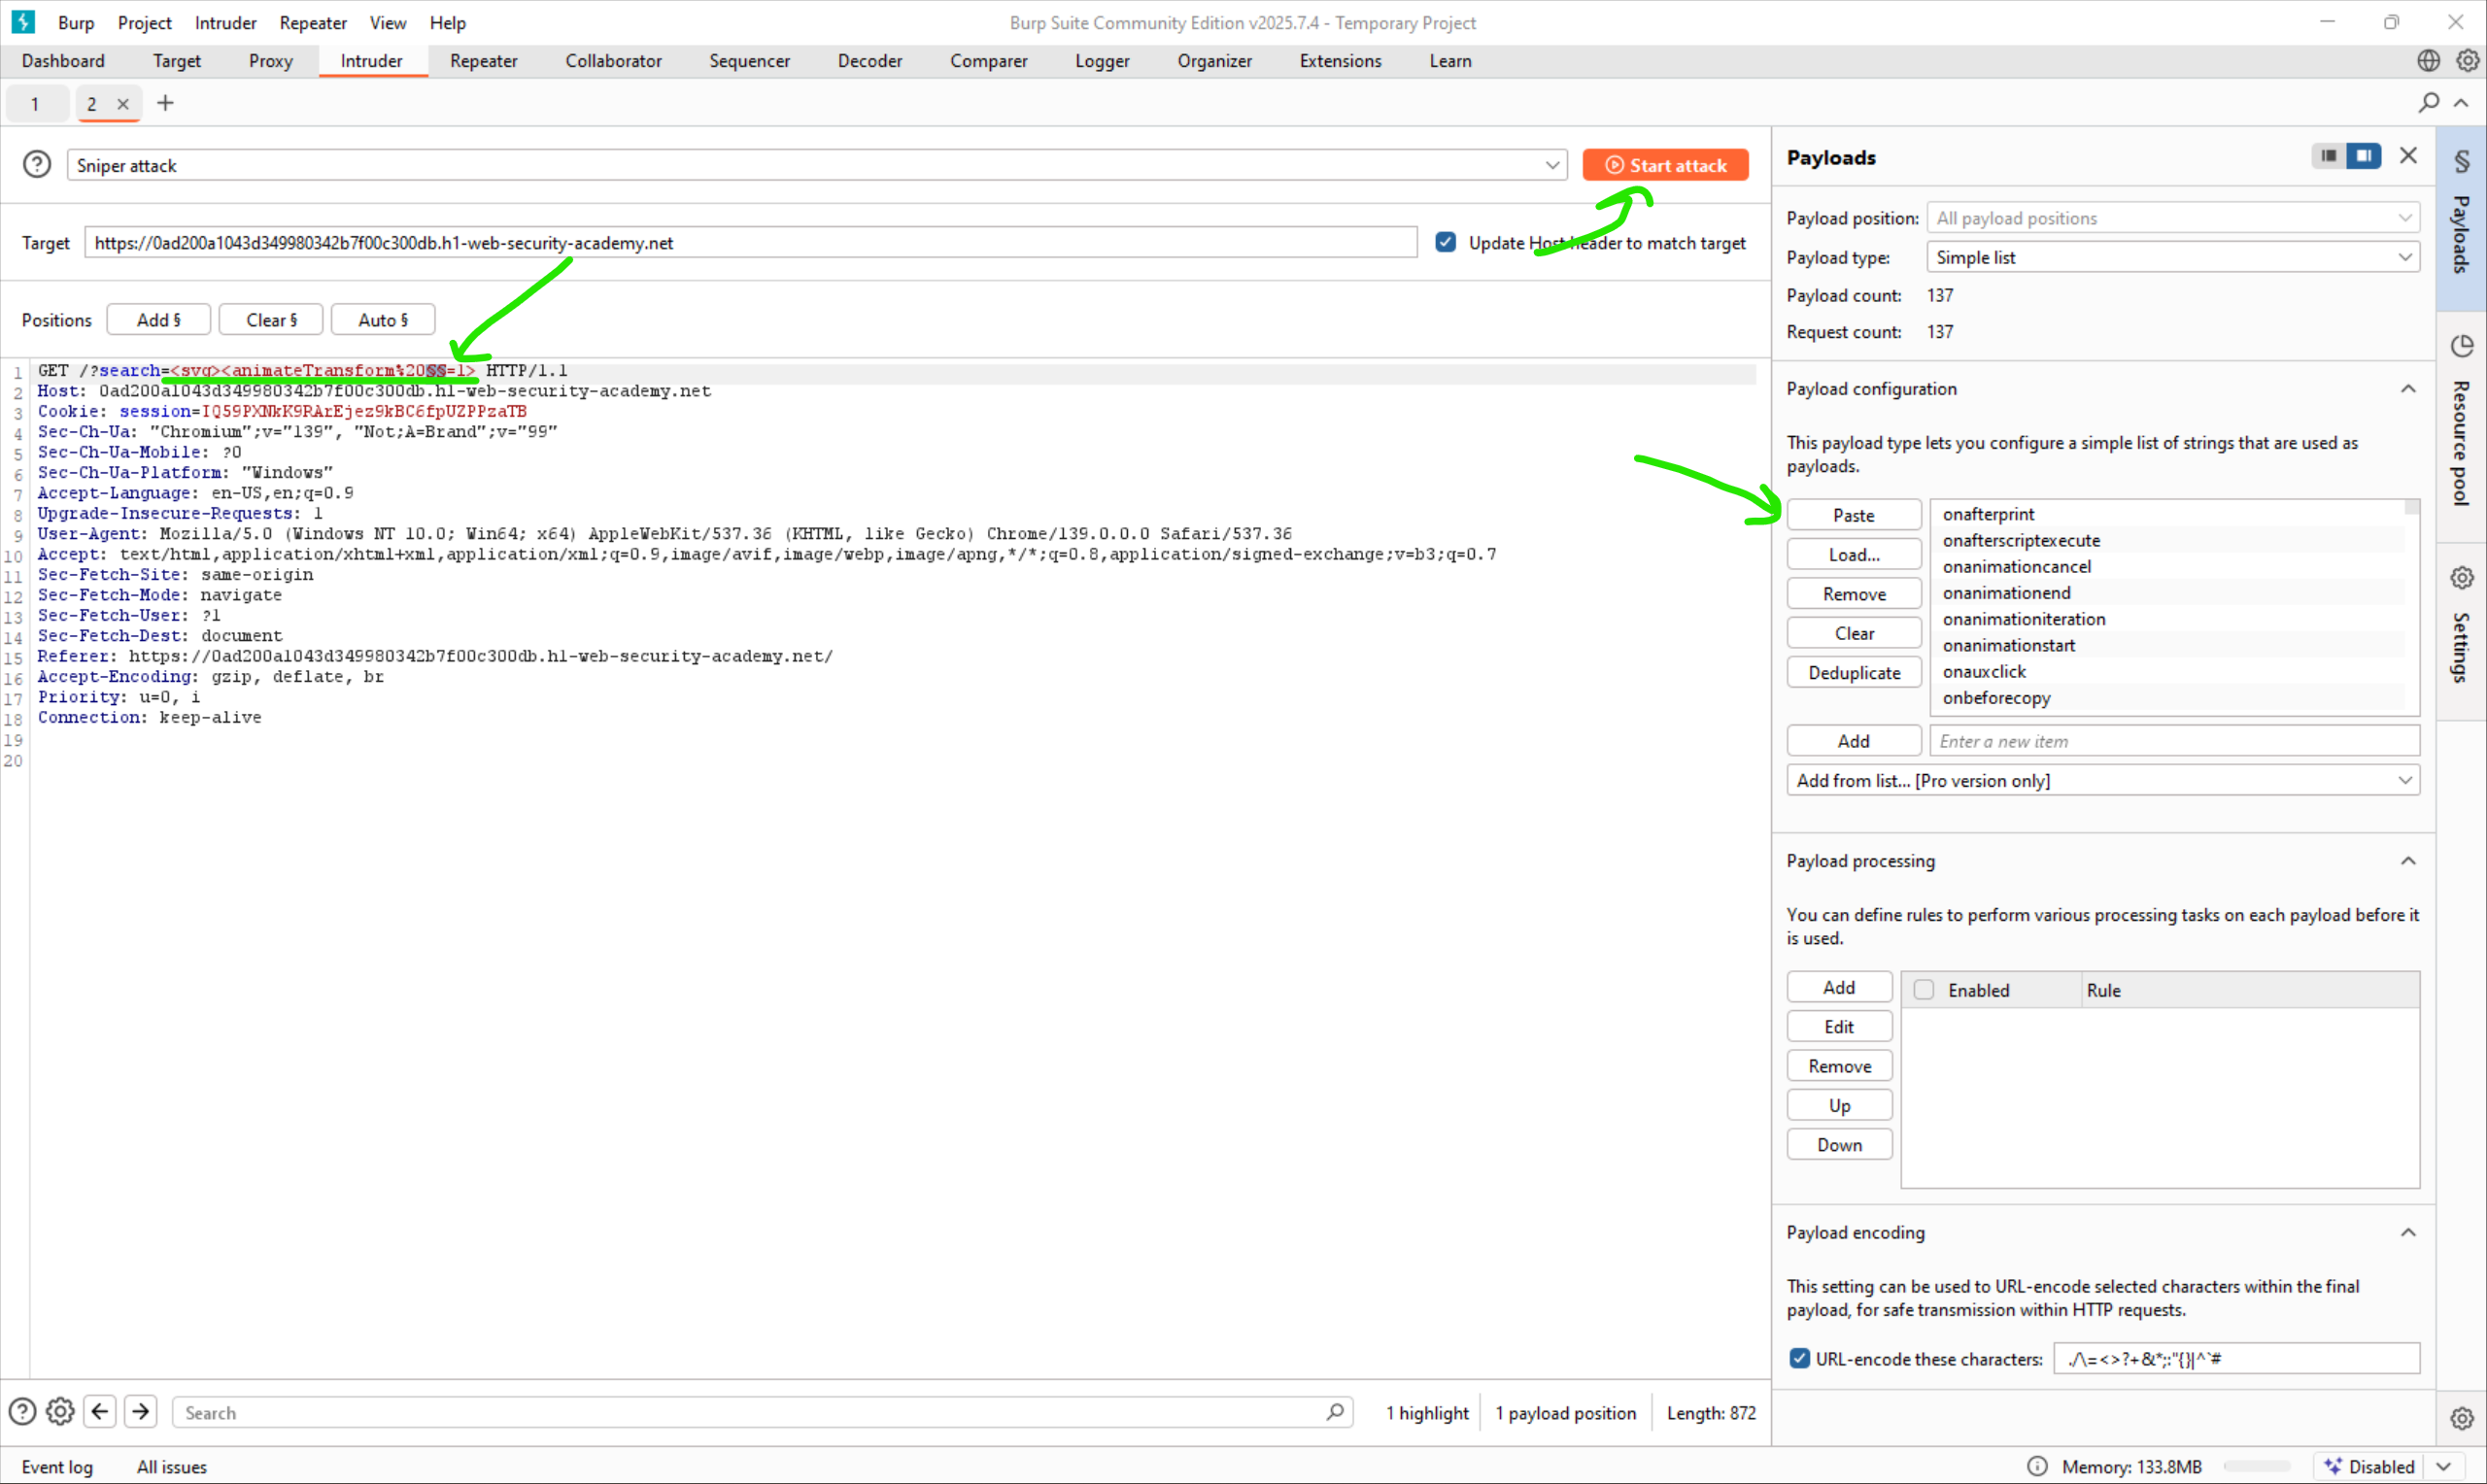 Burp Project Intruder Repeater View Help
Burp Suite Community Edition v2025.7.4 - Temporary Project
Dashboard Target Proxy Intruder Repeater Collaborator Sequencer Decoder Comparer Logger Organizer Extensions Learn
1 2 × +
Sniper attack
Start attack
Target https://0ad200a1043d349980342b7f00c300db.h1-web-security-academy.net
Update Host header to match target
Positions Add § Clear § Auto §
1 GET /?search=<svg><animateTransform%20§§=1> HTTP/1.1
2 Host: 0ad200a1043d349980342b7f00c300db.h1-web-security-academy.net
3 Cookie: session=IQ59PXNkK9RArEjez9kBC6fpUZPPzaTB
4 Sec-Ch-Ua: "Chromium";v="139", "Not;A=Brand";v="99"
5 Sec-Ch-Ua-Mobile: ?0
6 Sec-Ch-Ua-Platform: "Windows"
7 Accept-Language: en-US,en;q=0.9
8 Upgrade-Insecure-Requests: 1
9 User-Agent: Mozilla/5.0 (Windows NT 10.0; Win64; x64) AppleWebKit/537.36 (KHTML, like Gecko) Chrome/139.0.0.0 Safari/537.36
10 Accept: text/html,application/xhtml+xml,application/xml;q=0.9,image/avif,image/webp,image/apng,*/*;q=0.8,application/signed-exchange;v=b3;q=0.7
11 Sec-Fetch-Site: same-origin
12 Sec-Fetch-Mode: navigate
13 Sec-Fetch-User: ?1
14 Sec-Fetch-Dest: document
15 Referer: https://0ad200a1043d349980342b7f00c300db.h1-web-security-academy.net/
16 Accept-Encoding: gzip, deflate, br
17 Priority: u=0, i
18 Connection: keep-alive
19
20
Search
1 highlight 1 payload position Length: 872
Payloads
Payload position: All payload positions
Payload type: Simple list
Payload count: 137
Request count: 137
Payload configuration
This payload type lets you configure a simple list of strings that are used as
payloads.
Paste
Load...
Remove
Clear
Deduplicate
onafterprint
onafterscriptexecute
onanimationcancel
onanimationend
onanimationiteration
onanimationstart
onauxclick
onbeforecopy
Add Enter a new item
Add from list... [Pro version only]
Payload processing
You can define rules to perform various processing tasks on each payload before it
is used.
Add
Edit
Remove
Up
Down
Enabled Rule
Payload encoding
This setting can be used to URL-encode selected characters within the final
payload, for safe transmission within HTTP requests.
URL-encode these characters: ./\=<>?+&*;:"{}|^`#
§ Payloads
Resource pool
Settings
Event log All issues
Memory: 133.8MB Disabled